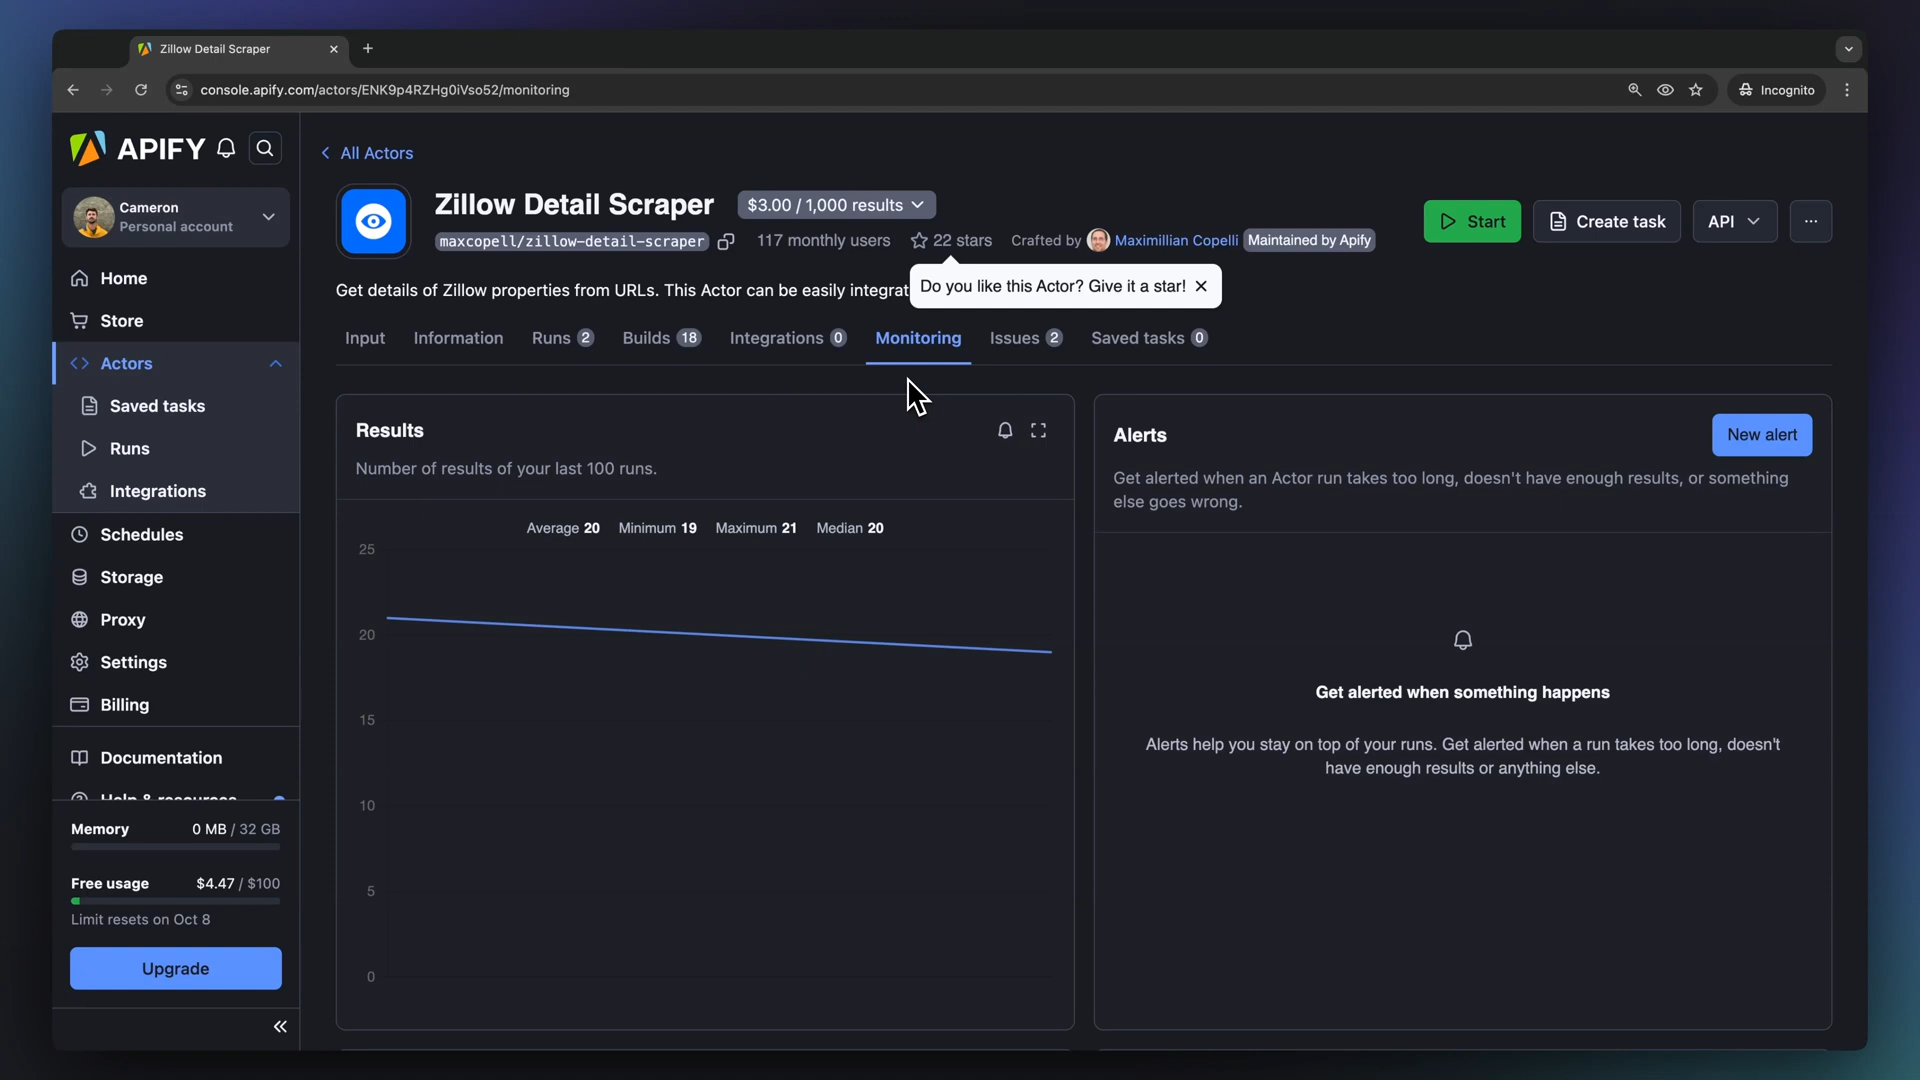 Zillow Detail Scraper
console.apify.com/actors/ENK9p4RZHg0iVso52/monitoring
Incognito
APIFY
Cameron
Personal account
Home
Store
Actors
Saved tasks
Runs
Integrations
Schedules
Storage
Proxy
Settings
Billing
Documentation
Help & resources
Memory 0 MB / 32 GB
Free usage $4.47 / $100
Limit resets on Oct 8
Upgrade
All Actors
Zillow Detail Scraper $3.00 / 1,000 results
maxcopell/zillow-detail-scraper 117 monthly users 22 stars Crafted by Maximillian Copelli Maintained by Apify
Start
Create task
API
Get details of Zillow properties from URLs. This Actor can be easily integrat
Do you like this Actor? Give it a star!
Input Information Runs 2 Builds 18 Integrations 0 Monitoring Issues 2 Saved tasks 0
Results
Number of results of your last 100 runs.
Average 20 Minimum 19 Maximum 21 Median 20
25
20
15
10
5
0
Alerts
New alert
Get alerted when an Actor run takes too long, doesn't have enough results, or something
else goes wrong.
Get alerted when something happens
Alerts help you stay on top of your runs. Get alerted when a run takes too long, doesn't
have enough results or anything else.